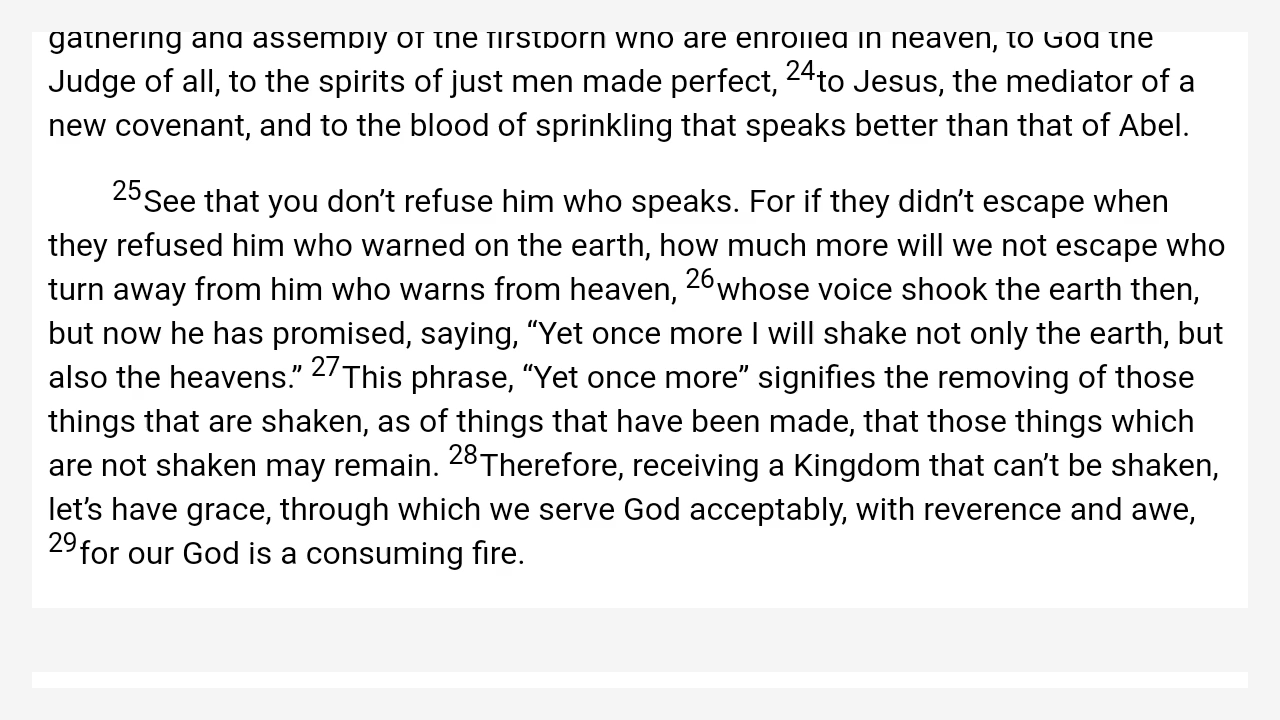 gathering and assembly of the firstborn who are enrolled in heaven, to God the
Judge of all, to the spirits of just men made perfect, 24to Jesus, the mediator of a
new covenant, and to the blood of sprinkling that speaks better than that of Abel.
25See that you don’t refuse him who speaks. For if they didn’t escape when
they refused him who warned on the earth, how much more will we not escape who
turn away from him who warns from heaven, 26whose voice shook the earth then,
but now he has promised, saying, “Yet once more I will shake not only the earth, but
also the heavens.” 27This phrase, “Yet once more” signifies the removing of those
things that are shaken, as of things that have been made, that those things which
are not shaken may remain. 28Therefore, receiving a Kingdom that can’t be shaken,
let’s have grace, through which we serve God acceptably, with reverence and awe,
29for our God is a consuming fire.